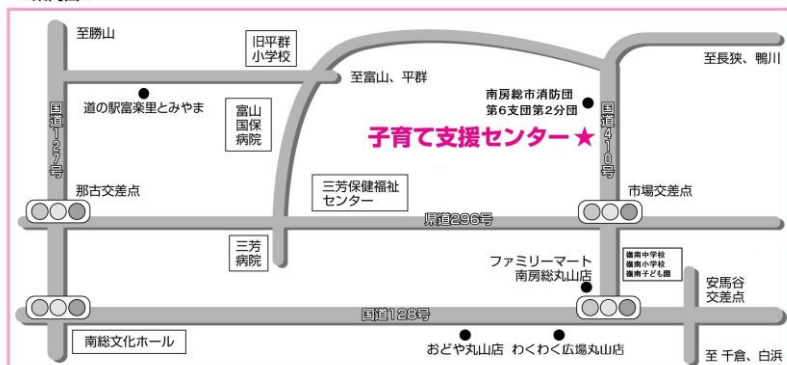 至勝山
旧平群
小学校
至長狭、鴨川
至富山、平群
道の駅富楽里とみやま
国道127号
富山
国保
病院
南房総市消防団
第6支団第2分団
国道410号
子育て支援センター★
那古交差点
三芳保健福祉
センター
市場交差点
県道296号
三芳
病院
ファミリーマート
南房総丸山店
嶺南中学校
嶺南小学校
嶺南子ども園
安馬谷
交差点
国道128号
南総文化ホール
おどや丸山店
わくわく広場丸山店
至 千倉、白浜